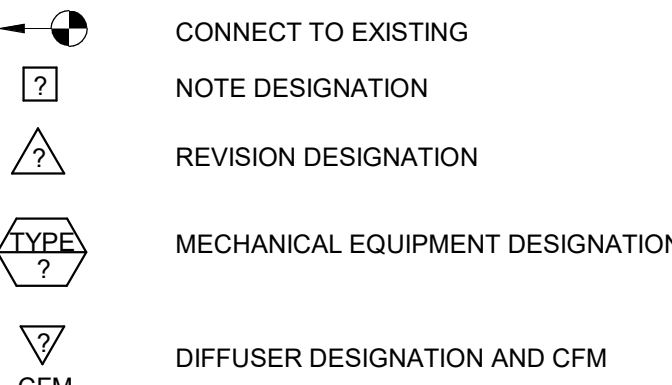 CONNECT TO EXISTING
? NOTE DESIGNATION
? REVISION DESIGNATION
TYPE
? MECHANICAL EQUIPMENT DESIGNATION
? DIFFUSER DESIGNATION AND CFM
CFM